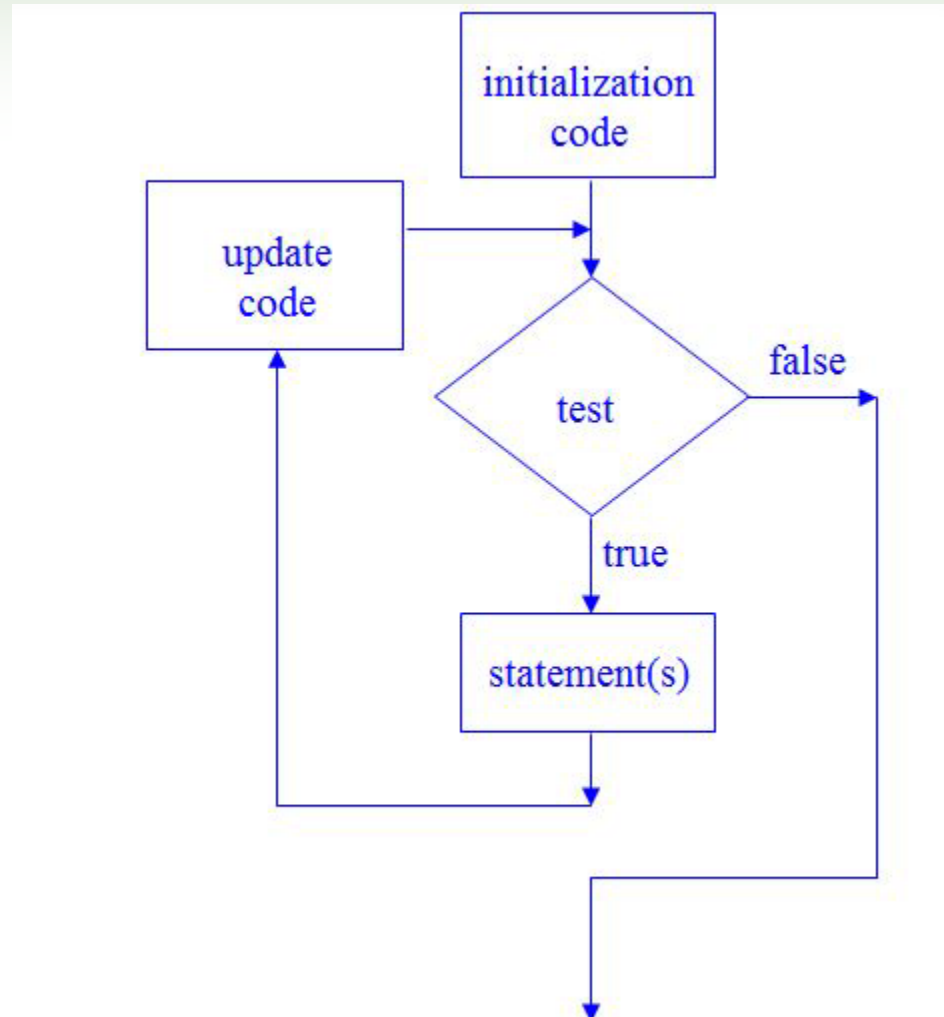 initialization
code
update
code
false
test
true
statement(s)